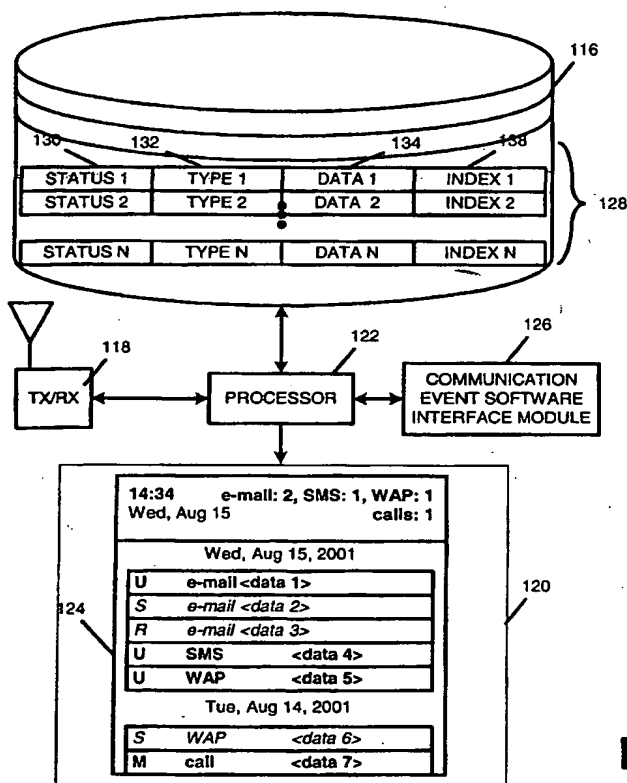 116
130 132 134 138
STATUS 1 TYPE 1 DATA 1 INDEX 1
STATUS 2 TYPE 2 DATA 2 INDEX 2
128
STATUS N TYPE N DATA N INDEX N
118 122 126
TX/RX
PROCESSOR
COMMUNICATION
EVENT SOFTWARE
INTERFACE MODULE
14:34 e-mail: 2, SMS: 1, WAP: 1
Wed, Aug 15 calls: 1
Wed, Aug 15, 2001
U e-mail <data 1>
S e-mail <data 2>
R e-mail <data 3>
U SMS <data 4>
U WAP <data 5>
Tue, Aug 14, 2001
S WAP <data 6>
M call <data 7>
124
120